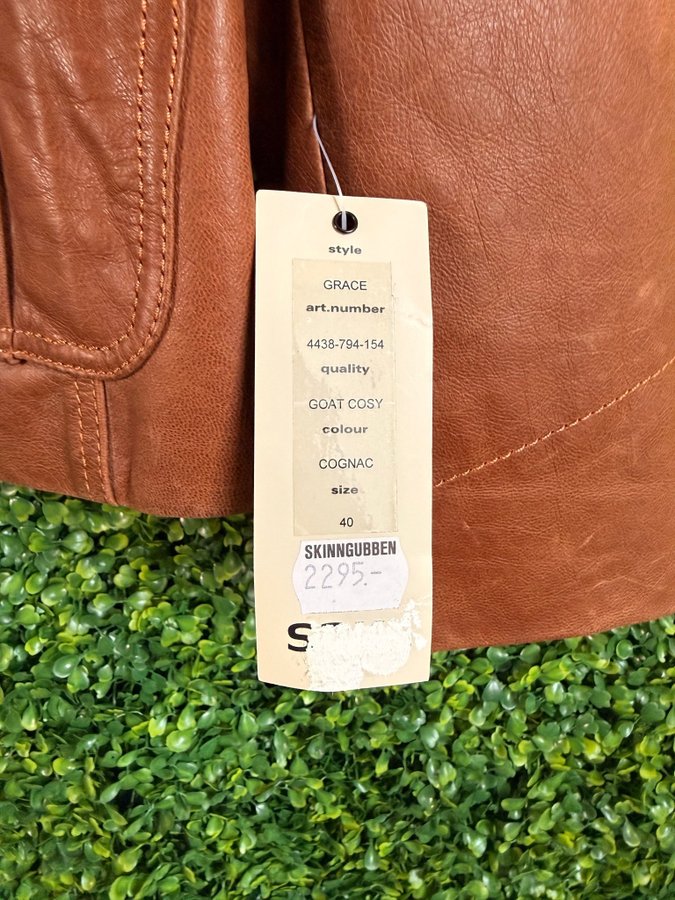 style
GRACE
art.number
4438-794-154
quality
GOAT COSY
colour
COGNAC
size
40
SKINNGUBBEN
2295.-